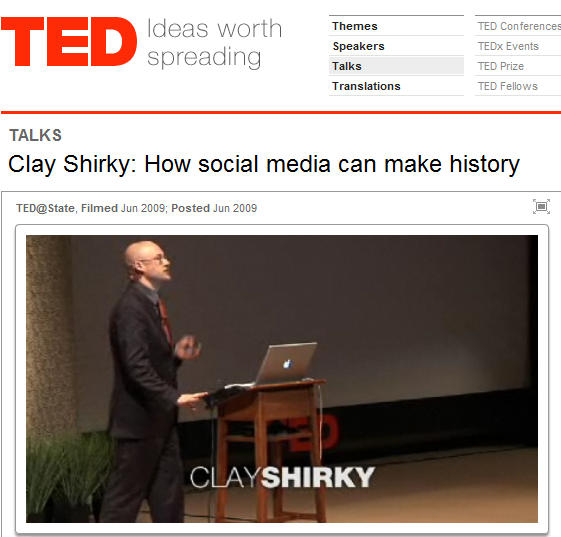 TED Ideas worth
spreading
Themes
Speakers
Talks
Translations
TED Conferences
TEDx Events
TED Prize
TED Fellows
TALKS
Clay Shirky: How social media can make history
TED@State, Filmed Jun 2009; Posted Jun 2009
TED
CLAYSHIRKY